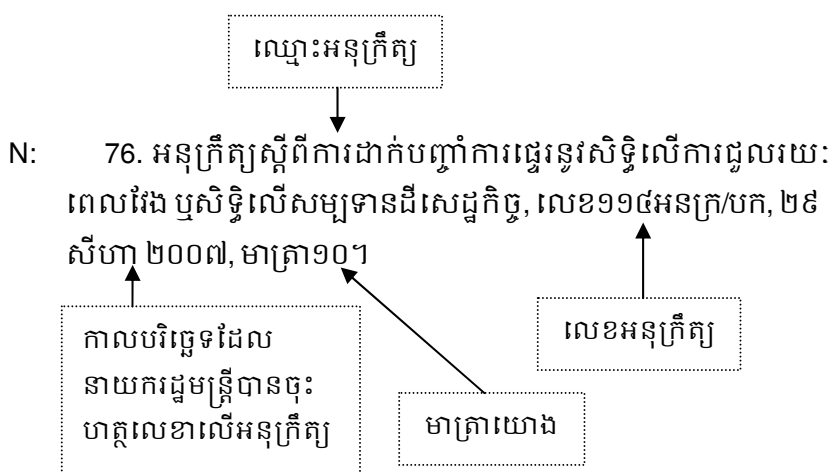 ឈ្មោះអនុក្រឹត្យ
N: 76. អនុក្រឹត្យស្តីពីការដាក់បញ្ចាំការផ្ទេរនូវសិទ្ធិលើការជួលរយៈ
ពេលវែង ឬសិទ្ធិលើសម្បទានដីសេដ្ឋកិច្ច, លេខ១១៤អនក្រ/បក, ២៩
សីហា ២០០៧, មាត្រា១០។
កាលបរិច្ឆេទដែល
នាយករដ្ឋមន្ត្រីបានចុះ
ហត្ថលេខាលើអនុក្រឹត្យ
មាត្រាយោង
លេខអនុក្រឹត្យ